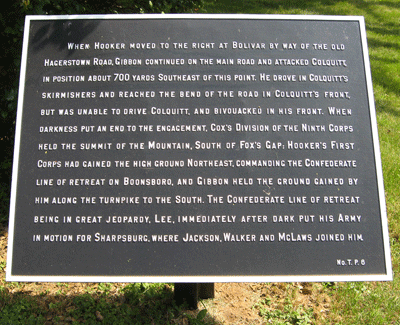 When Hooker moved to the right at Bolivar by way of the old
Hagerstown Road, Gibbon continued on the main road and attacked Colquitt,
in position about 700 yards Southeast of this point. He drove in Colquitt's
skirmishers and reached the bend of the road in Colquitt's front,
but was unable to drive Colquitt, and bivouacked in his front. When
darkness put an end to the engagement, Cox's Division of the Ninth Corps
held the summit of the Mountain, South of Fox's Gap; Hooker's First
Corps had gained the high ground Northeast, commanding the Confederate
line of retreat on Boonsboro, and Gibbon held the ground gained by
him along the turnpike to the South. The Confederate line of retreat
being in great jeopardy, Lee, immediately after dark put his Army
in motion for Sharpsburg, where Jackson, Walker and McLaws joined him.
No. T. P. 6